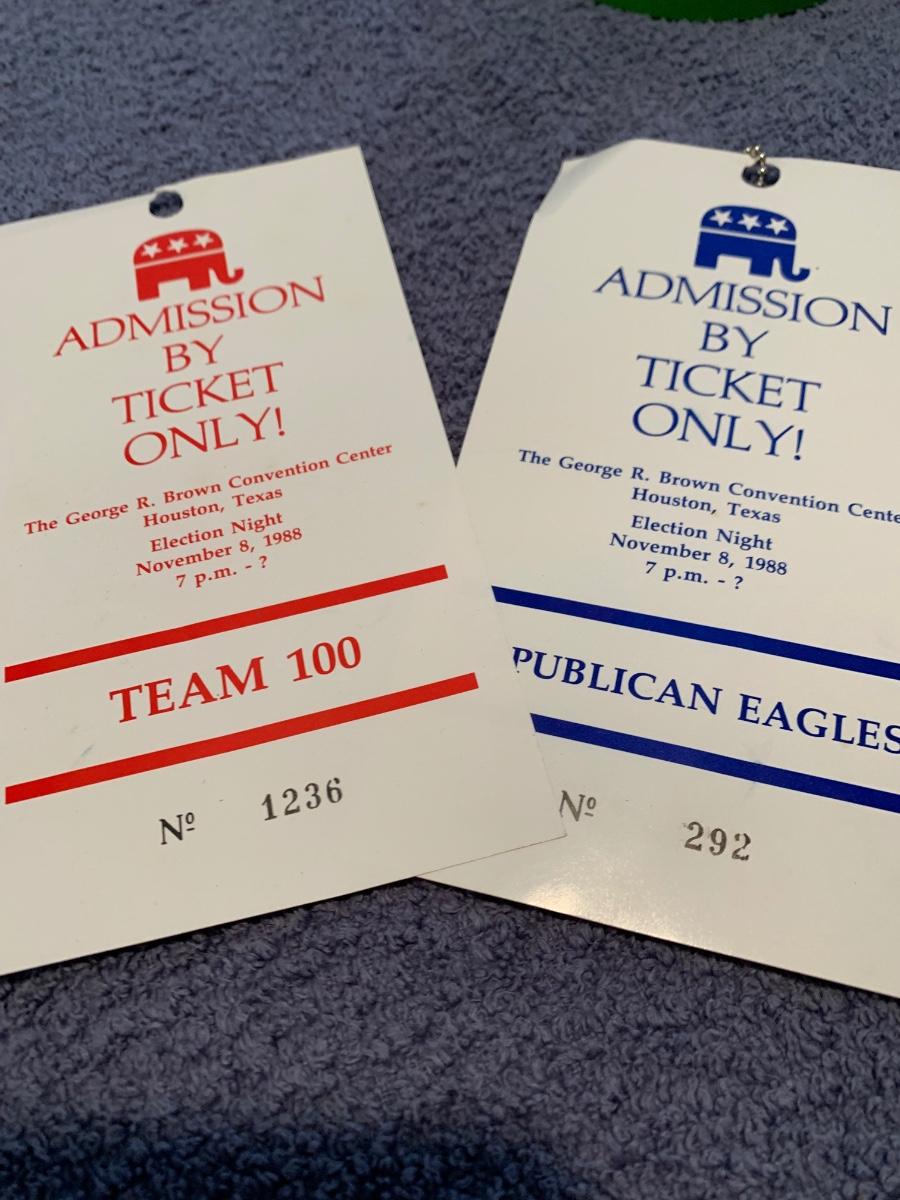 ADMISSION
BY
TICKET
ONLY!
The George R. Brown Convention Center
Houston, Texas
Election Night
November 8, 1988
7 p.m. - ?
TEAM 100
Nº 1236
ADMISSION
BY
TICKET
ONLY!
The George R. Brown Convention Cente
Houston, Texas
Election Night
November 8, 1988
7 p.m. - ?
PUBLICAN EAGLES
Nº 292